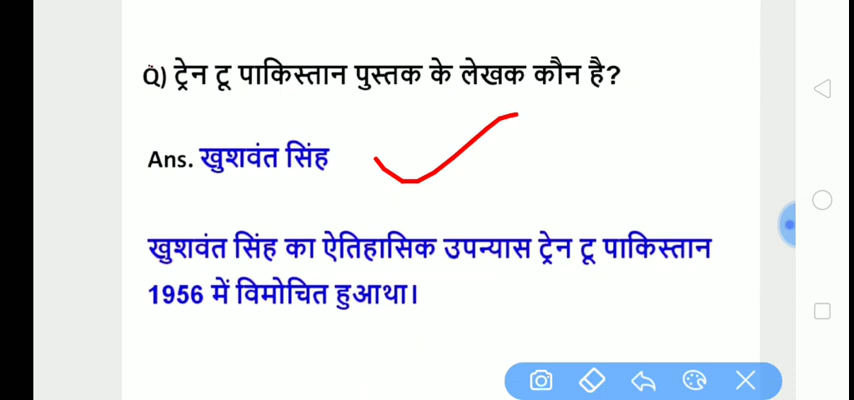 Q) ट्रेन टू पाकिस्तान पुस्तक के लेखक कौन है?
Ans. खुशवंत सिंह
खुशवंत सिंह का ऐतिहासिक उपन्यास ट्रेन टू पाकिस्तान
1956 में विमोचित हुआथा।